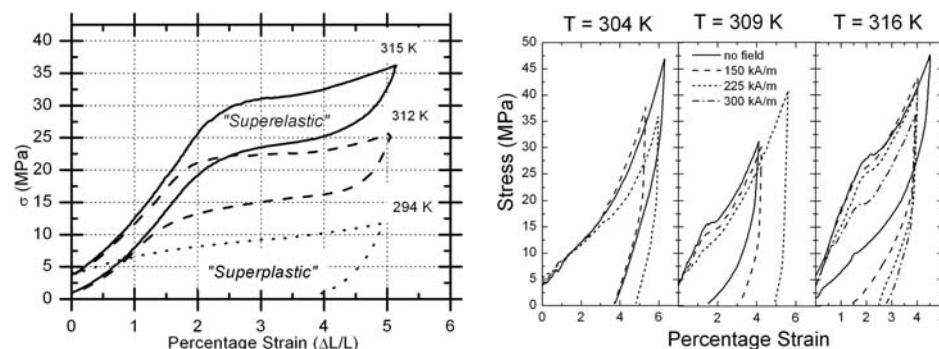 40
35
30
25
20
15
10
5
0
σ (MPa)
315 K
"Superelastic"
312 K
294 K
"Superplastic"
0 1 2 3 4 5 6
Percentage Strain (ΔL/L)
T = 304 K T = 309 K T = 316 K
50
45
40
35
30
25
20
15
10
5
0
Stress (MPa)
no field
150 kA/m
225 kA/m
300 kA/m
0 2 4 6 0 2 4 6 1 2 3 4 5
Percentage Strain